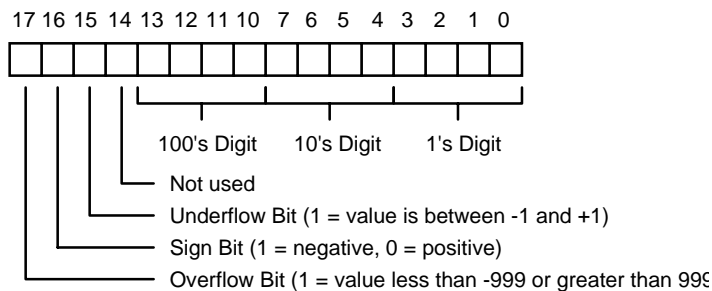 17 16 15 14 13 12 11 10 7 6 5 4 3 2 1 0
100's Digit 10's Digit 1's Digit
Not used
Underflow Bit (1 = value is between -1 and +1)
Sign Bit (1 = negative, 0 = positive)
Overflow Bit (1 = value less than -999 or greater than 999